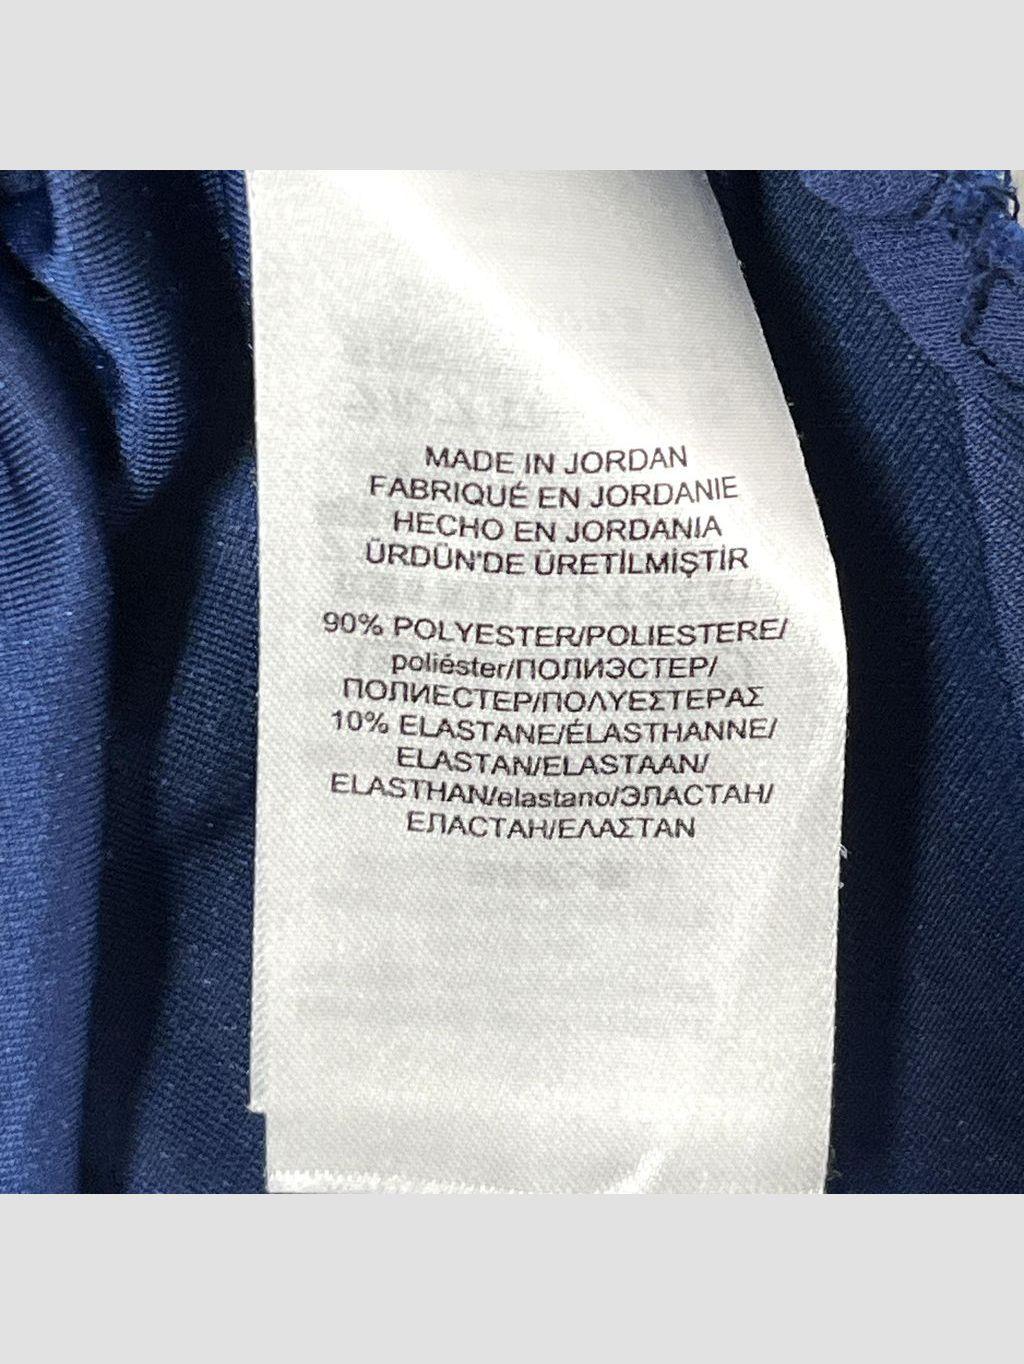 MADE IN JORDAN
FABRIQUÉ EN JORDANIE
HECHO EN JORDANIA
ÜRDÜN'DE ÜRETİLMİŞTİR
90% POLYESTER/POLIESTERE/
poliéster/ПОЛИЭСТЕР/
ПОЛИЕСТЕР/ΠΟΛΥΕΣΤΕΡΑΣ
10% ELASTANE/ÉLASTHANNE/
ELASTAN/ELASTAAN/
ELASTHAN/elastano/ЭЛАСТАН/
ЕЛАСТАН/ΕΛΑΣΤΑΝ